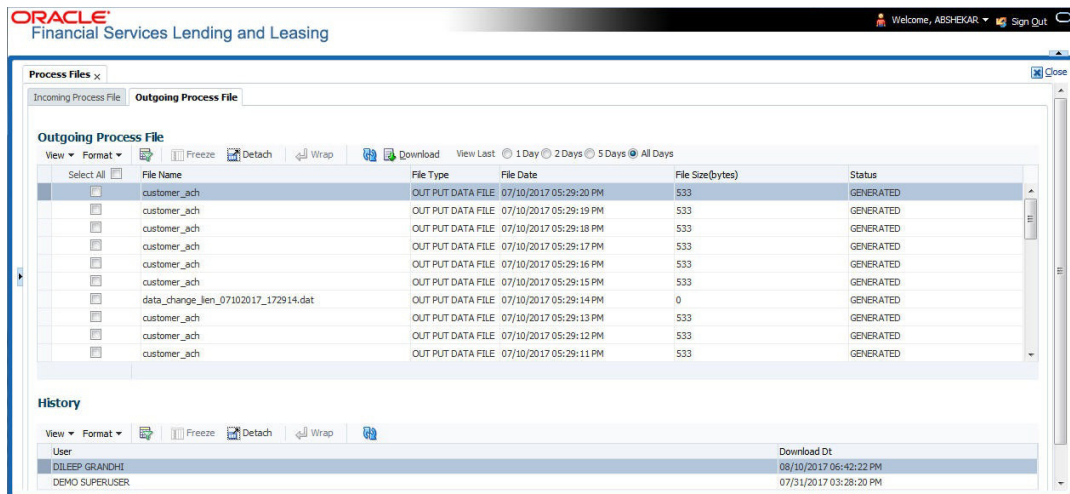 ORACLE
Financial Services Lending and Leasing
Welcome, ABSHEKAR Sign Out
Process Files x
Close
Incoming Process File Outgoing Process File
Outgoing Process File
View Format Freeze Detach Wrap Download View Last 1 Day 2 Days 5 Days All Days
Select All File Name File Type File Date File Size(bytes) Status
customer_ach OUT PUT DATA FILE 07/10/2017 05:29:20 PM 533 GENERATED
customer_ach OUT PUT DATA FILE 07/10/2017 05:29:19 PM 533 GENERATED
customer_ach OUT PUT DATA FILE 07/10/2017 05:29:18 PM 533 GENERATED
customer_ach OUT PUT DATA FILE 07/10/2017 05:29:17 PM 533 GENERATED
customer_ach OUT PUT DATA FILE 07/10/2017 05:29:16 PM 533 GENERATED
customer_ach OUT PUT DATA FILE 07/10/2017 05:29:15 PM 533 GENERATED
data_change_lien_07102017_172914.dat OUT PUT DATA FILE 07/10/2017 05:29:14 PM 0 GENERATED
customer_ach OUT PUT DATA FILE 07/10/2017 05:29:13 PM 533 GENERATED
customer_ach OUT PUT DATA FILE 07/10/2017 05:29:12 PM 533 GENERATED
customer_ach OUT PUT DATA FILE 07/10/2017 05:29:11 PM 533 GENERATED
History
View Format Freeze Detach Wrap
User Download Dt
DILEEP GRANDHI 08/10/2017 06:42:22 PM
DEMO SUPERUSER 07/31/2017 03:28:20 PM